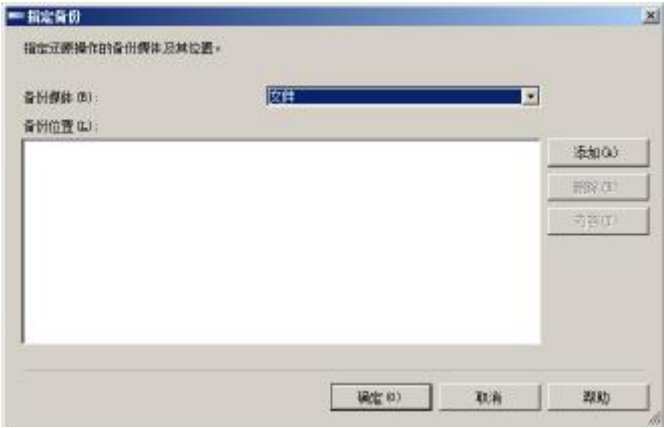 指定备份
指定还原操作的备份媒体及其位置。
备份媒体(B):
文件
备份位置(L):
添加(A)
删除(R)
内容(T)
确定(O)
取消
帮助